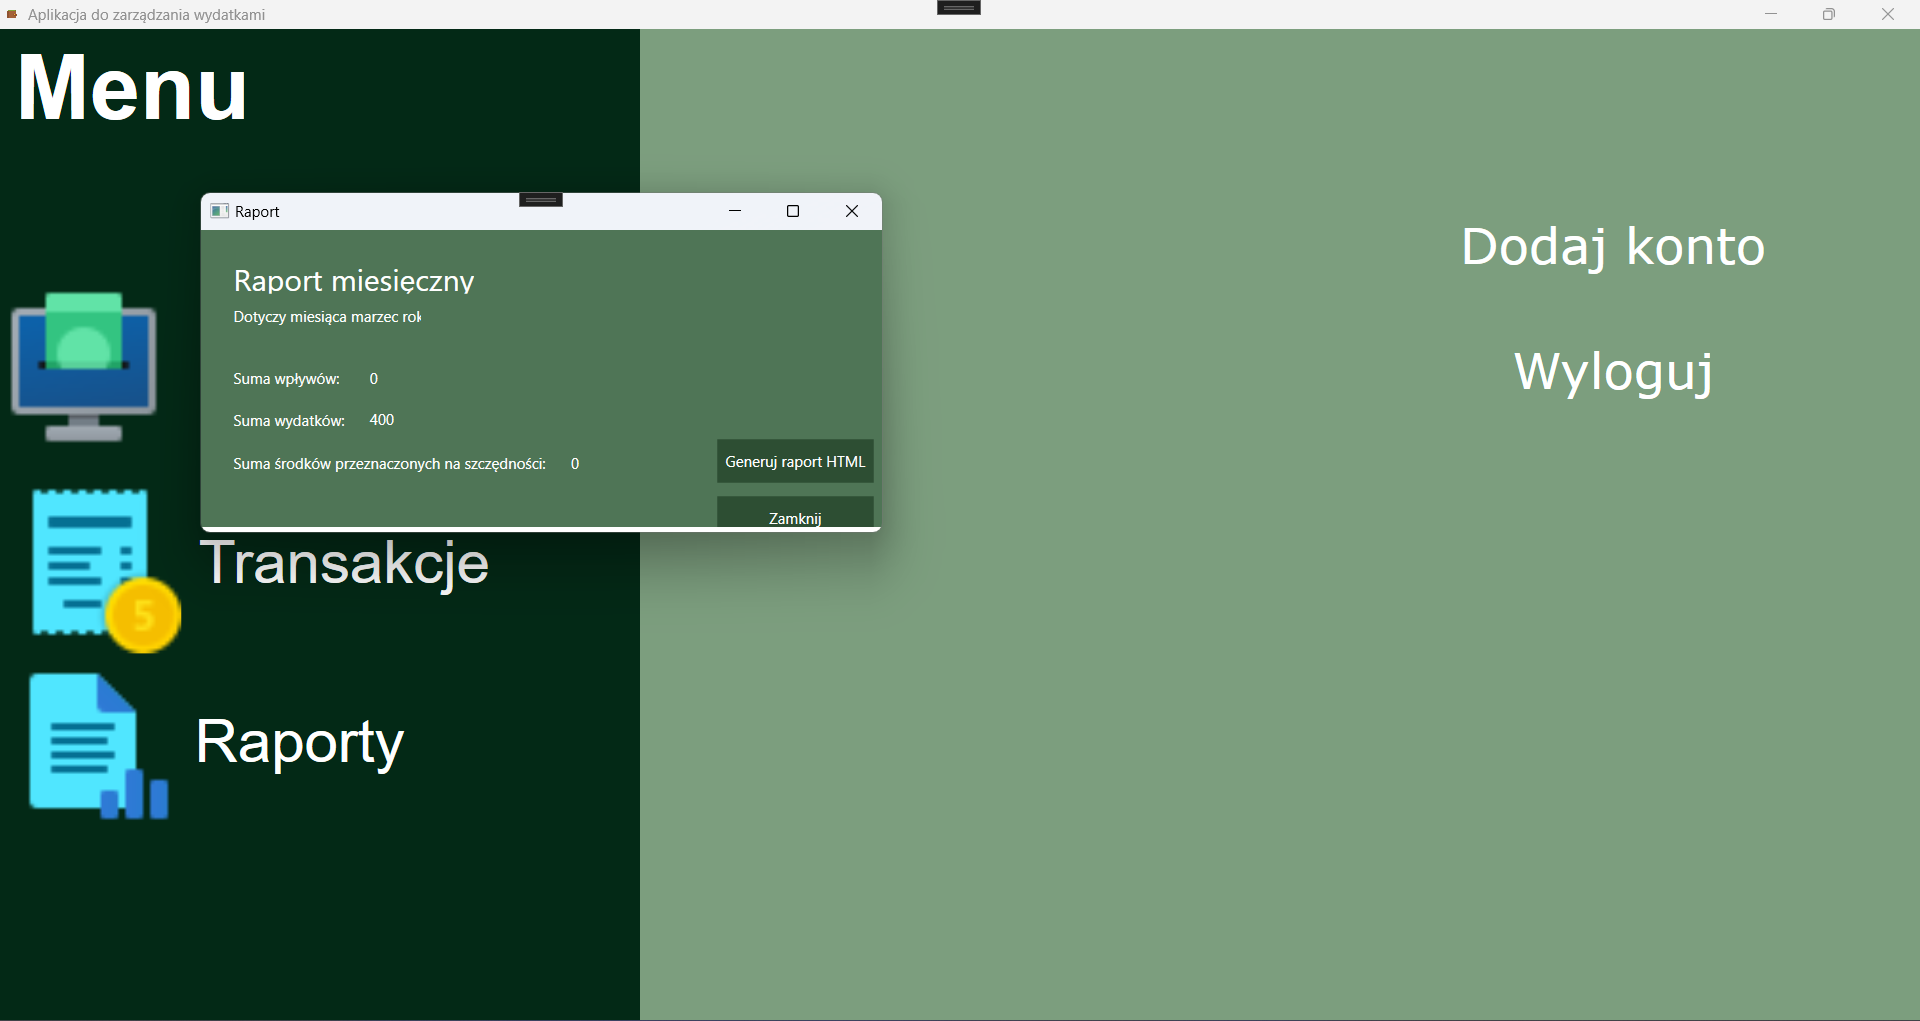 Aplikacja do zarządzania wydatkami
Menu
Raport
Raport miesięczny
Dotyczy miesiąca marzec rok
Suma wpływów: 0
Suma wydatków: 400
Suma środków przeznaczonych na szczędności: 0
Generuj raport HTML
Zamknij
Dodaj konto
Wyloguj
Transakcje
5
Raporty